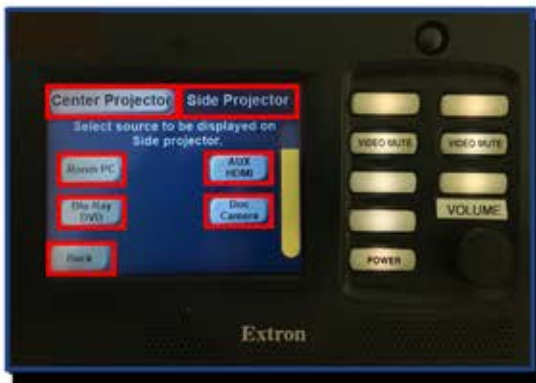 Center Projector
Side Projector
Select source to be displayed on
Side projector.
Room PC
AUX
HDMI
Blu-Ray
DVD
Doc
Camera
Back
VIDEO MUTE
VIDEO MUTE
VOLUME
POWER
Extron